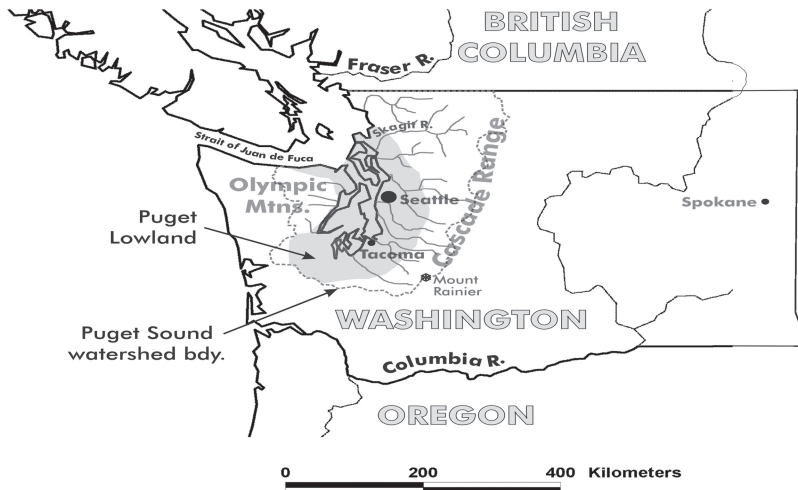 BRITISH
COLUMBIA
Fraser R.
Skagit R.
Strait of Juan de Fuca
Olympic
Mtns.
Cascade Range
Seattle
Spokane
Puget
Lowland
Tacoma
Mount
Rainier
WASHINGTON
Puget Sound
watershed bdy.
Columbia R.
OREGON
0 200 400 Kilometers